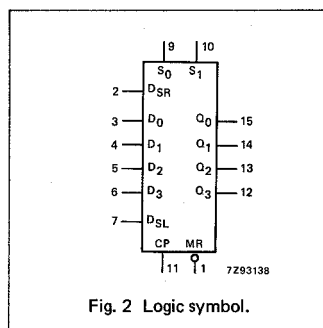 9 10
S0 S1
2 DSR
3 D0 Q0 15
4 D1 Q1 14
5 D2 Q2 13
6 D3 Q3 12
7 DSL
CP MR
11 1 7Z93138
Fig. 2 Logic symbol.